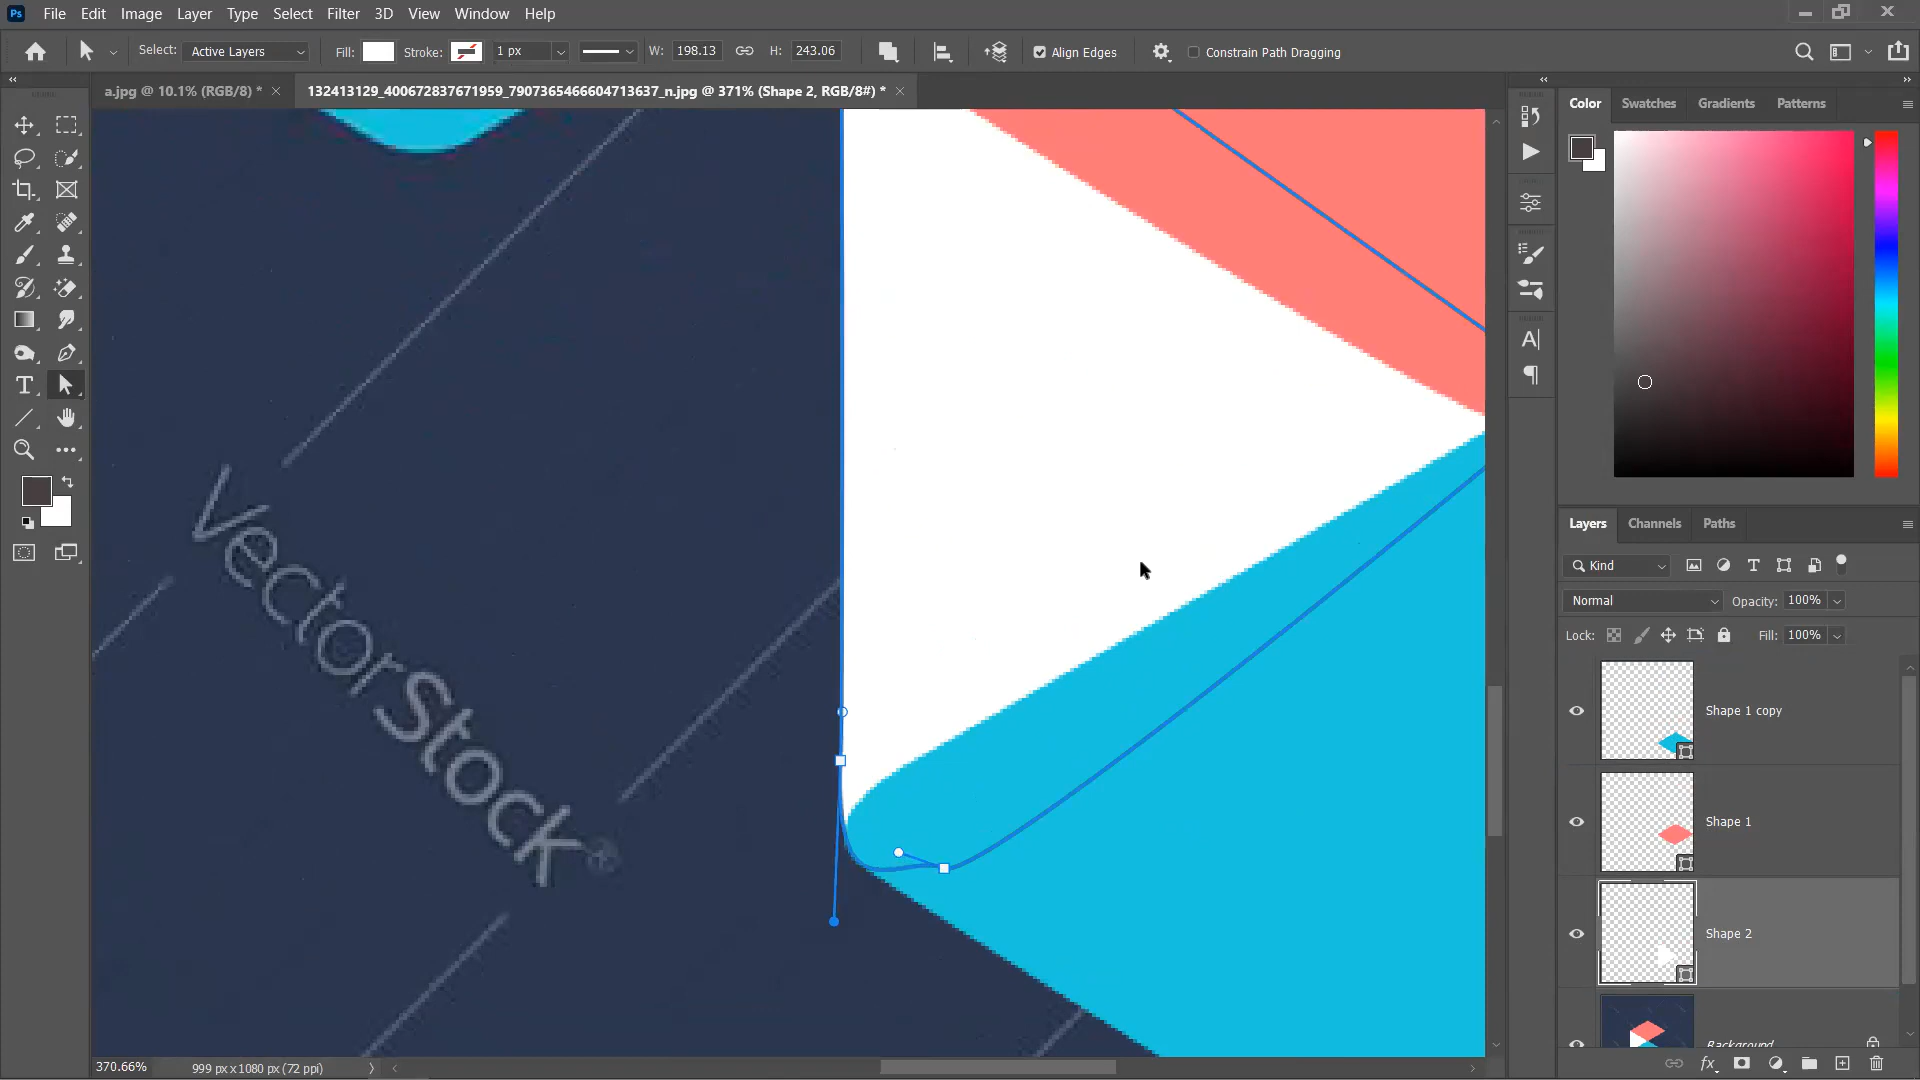 Ps File Edit Image Layer Type Select Filter 3D View Window Help
Select: Active Layers Fill: Stroke: 1 px W: 198.13 H: 243.06 Align Edges Constrain Path Dragging
a.jpg @ 10.1% (RGB/8) * 132413129_400672837671959_7907365466604713637_n.jpg @ 371% (Shape 2, RGB/8#) *
Color Swatches Gradients Patterns
VectorStock®
Layers Channels Paths
Kind
Normal Opacity: 100%
Lock: Fill: 100%
Shape 1 copy
Shape 1
Shape 2
Background
370.66% 999 px x 1080 px (72 ppi)
fx